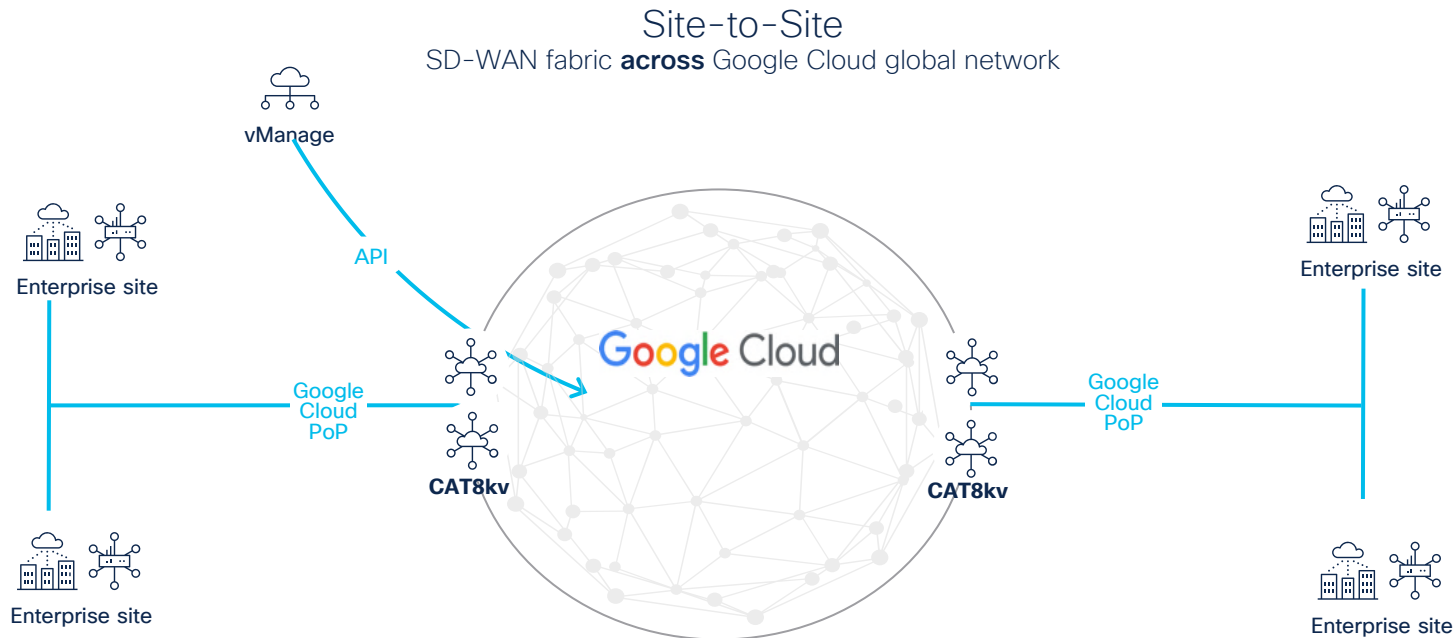 Site-to-Site
SD-WAN fabric across Google Cloud global network
vManage
API
Enterprise site
Enterprise site
Google Cloud
Google
Cloud
PoP
Google
Cloud
PoP
CAT8kv
CAT8kv
Enterprise site
Enterprise site